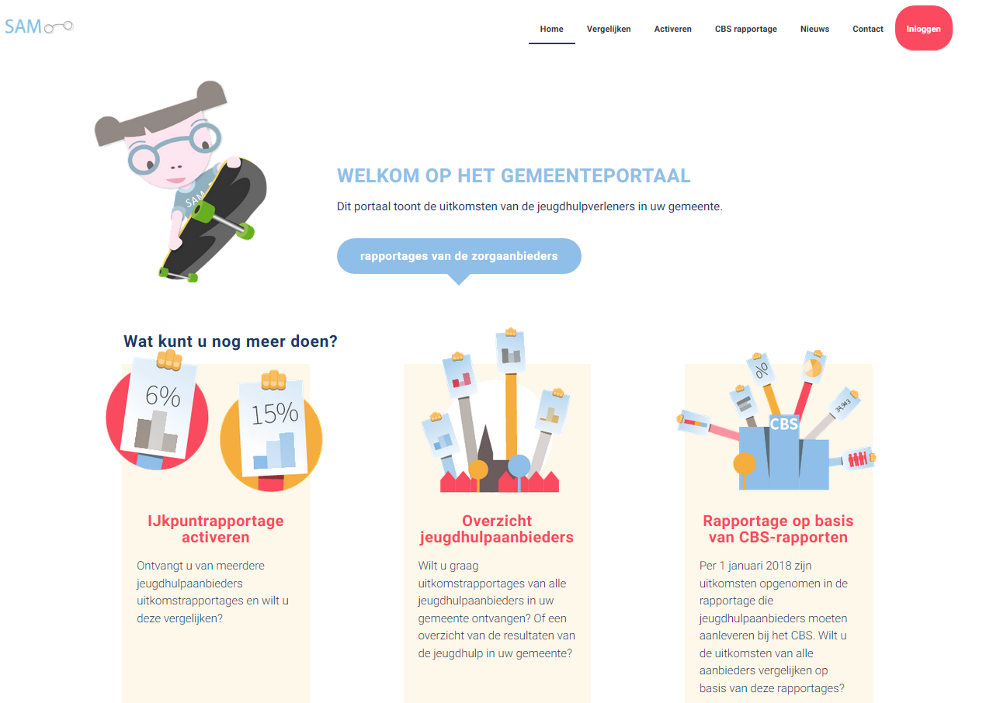 SAM
Home Vergelijken Activeren CBS rapportage Nieuws Contact Inloggen
SAM
WELKOM OP HET GEMEENTEPORTAAL
Dit portaal toont de uitkomsten van de jeugdhulpverleners in uw gemeente.
rapportages van de zorgaanbieders
Wat kunt u nog meer doen?
6%
15%
%
34,943
CBS
IJkpuntrapportage
activeren
Ontvangt u van meerdere
jeugdhulpaanbieders
uitkomstrapportages en wilt u
deze vergelijken?
Overzicht
jeugdhulpaanbieders
Wilt u graag
uitkomstrapportages van alle
jeugdhulpaanbieders in uw
gemeente ontvangen? Of een
overzicht van de resultaten van
de jeugdhulp in uw gemeente?
Rapportage op basis
van CBS-rapporten
Per 1 januari 2018 zijn
uitkomsten opgenomen in de
rapportage die
jeugdhulpaanbieders moeten
aanleveren bij het CBS. Wilt u
de uitkomsten van alle
aanbieders vergelijken op
basis van deze rapportages?